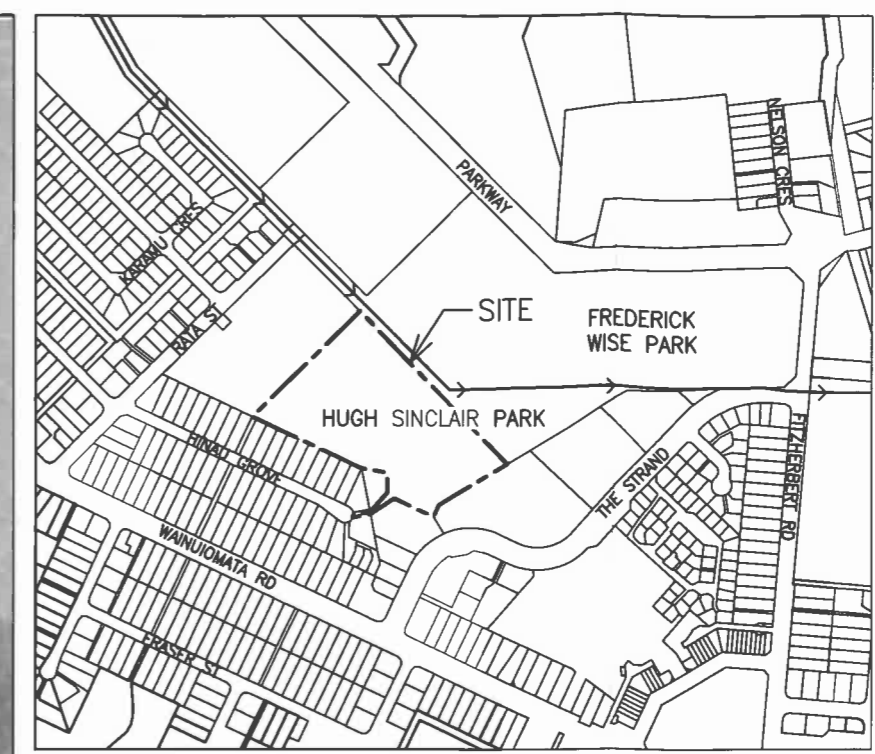 NELSON CRES
PARKWAY
KARAMU CRES
SITE
FREDERICK
WISE PARK
RATA ST
HUGH SINCLAIR PARK
HINAU GROVE
THE STRAND
FITZHERBERT RD
WAINUIOMATA RD
FRASER ST